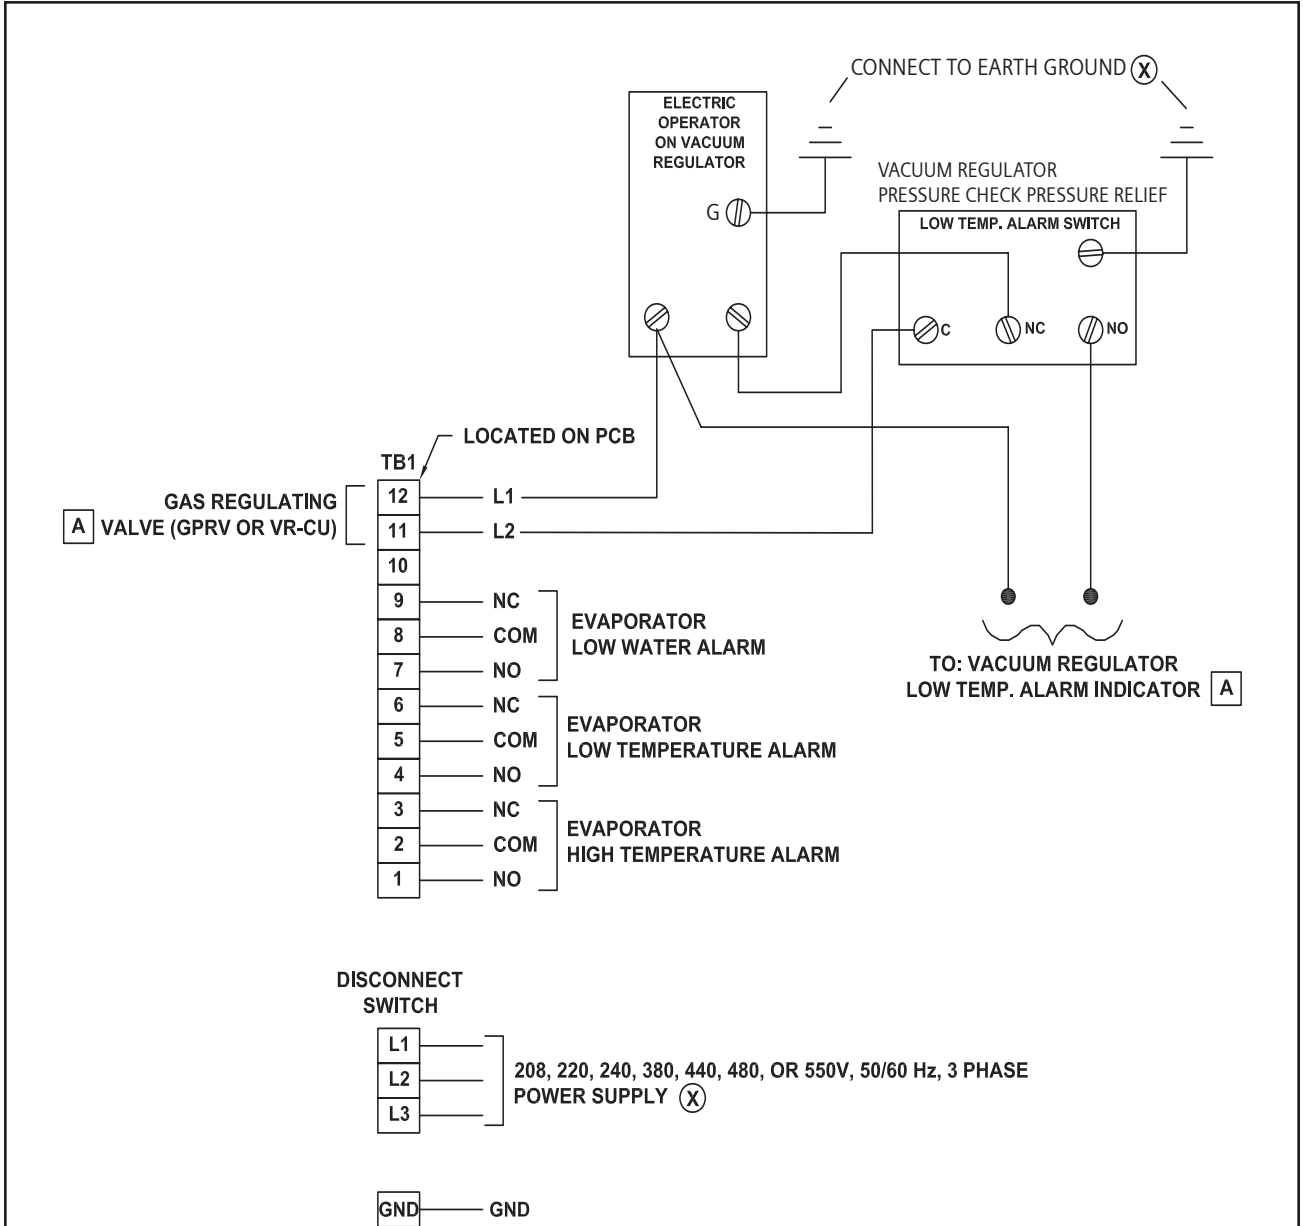 CONNECT TO EARTH GROUND X
ELECTRIC
OPERATOR
ON VACUUM
REGULATOR
G
VACUUM REGULATOR
PRESSURE CHECK PRESSURE RELIEF
LOW TEMP. ALARM SWITCH
C
NC
NO
LOCATED ON PCB
TB1
GAS REGULATING
A VALVE (GPRV OR VR-CU)
12 L1
11 L2
10
9 NC
8 COM
7 NO
EVAPORATOR
LOW WATER ALARM
6 NC
5 COM
4 NO
EVAPORATOR
LOW TEMPERATURE ALARM
3 NC
2 COM
1 NO
EVAPORATOR
HIGH TEMPERATURE ALARM
TO: VACUUM REGULATOR
LOW TEMP. ALARM INDICATOR A
DISCONNECT
SWITCH
L1
L2
L3
208, 220, 240, 380, 440, 480, OR 550V, 50/60 Hz, 3 PHASE
POWER SUPPLY X
GND GND